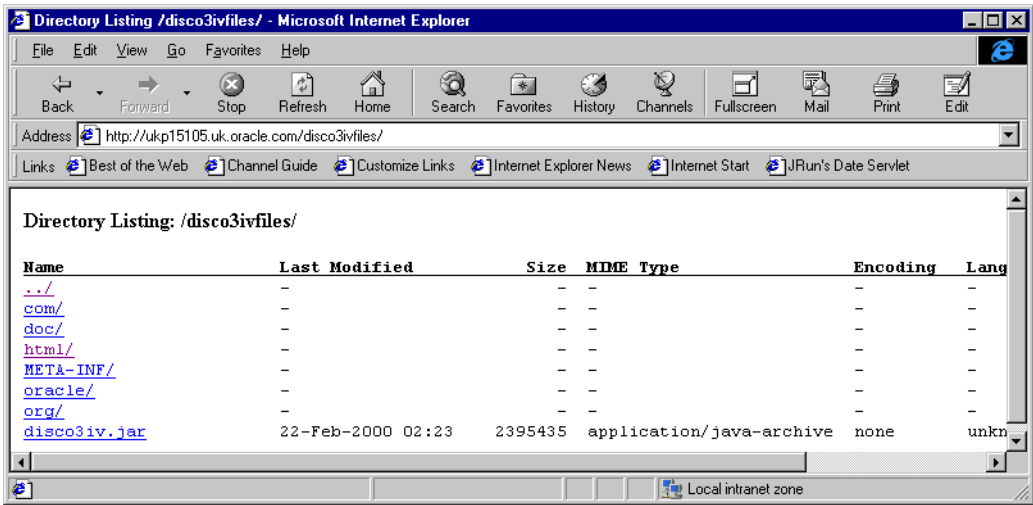 Directory Listing /disco3ivfiles/ - Microsoft Internet Explorer
File Edit View Go Favorites Help
Back Forward Stop Refresh Home Search Favorites History Channels Fullscreen Mail Print Edit
Address http://ukp15105.uk.oracle.com/disco3ivfiles/
Links Best of the Web Channel Guide Customize Links Internet Explorer News Internet Start JRun's Date Servlet
Directory Listing: /disco3ivfiles/
Name Last Modified Size MIME Type Encoding Lang
../ - - - - -
com/ - - - - -
doc/ - - - - -
html/ - - - - -
META-INF/ - - - - -
oracle/ - - - - -
org/ - - - - -
disco3iv.jar 22-Feb-2000 02:23 2395435 application/java-archive none unkn
Local intranet zone